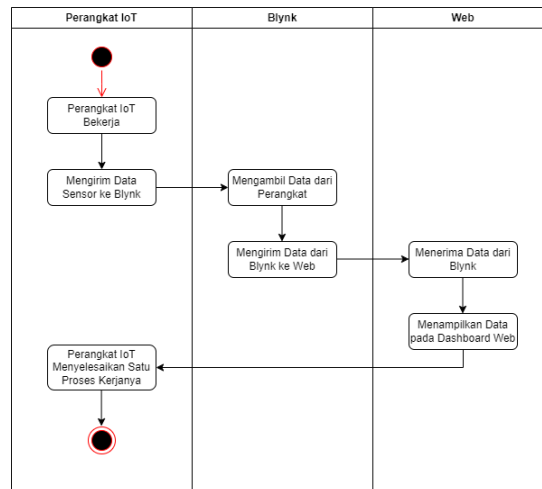 Perangkat IoT
Blynk
Web
Perangkat IoT
Bekerja
Mengirim Data
Sensor ke Blynk
Mengambil Data dari
Perangkat
Mengirim Data dari
Blynk ke Web
Menerima Data dari
Blynk
Menampilkan Data
pada Dashboard Web
Perangkat IoT
Menyelesaikan Satu
Proses Kerjanya